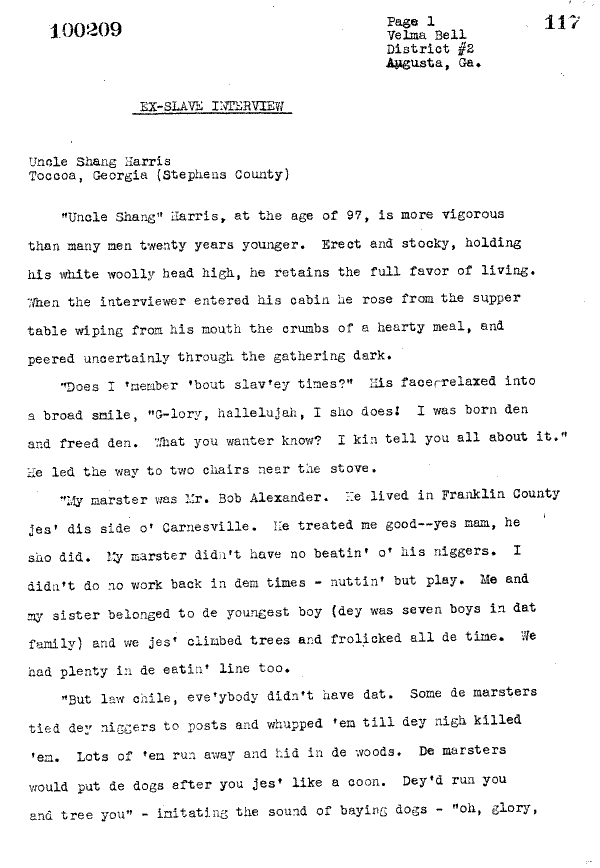 100209
Page 1
Velma Bell
District #2
Augusta, Ga.
117
EX-SLAVE INTERVIEW
Uncle Shang Harris
Toccoa, Georgia (Stephens County)
"Uncle Shang" Harris, at the age of 97, is more vigorous
than many men twenty years younger. Erect and stocky, holding
his white woolly head high, he retains the full favor of living.
When the interviewer entered his cabin he rose from the supper
table wiping from his mouth the crumbs of a hearty meal, and
peered uncertainly through the gathering dark.
"Does I 'member 'bout slav'ey times?" His face relaxed into
a broad smile, "G-lory, hallelujah, I sho does! I was born den
and freed den. What you wanter know? I kin tell you all about it."
He led the way to two chairs near the stove.
"My marster was Mr. Bob Alexander. He lived in Franklin County
jes' dis side o' Carnesville. He treated me good--yes mam, he
sho did. My marster didn't have no beatin' o' his niggers. I
didn't do no work back in dem times - nuttin' but play. Me and
my sister belonged to de youngest boy (dey was seven boys in dat
family) and we jes' climbed trees and frolicked all de time. We
had plenty in de eatin' line too.
"But law chile, eve'ybody didn't have dat. Some de marsters
tied dey niggers to posts and whupped 'em till dey nigh killed
'em. Lots of 'em run away and hid in de woods. De marsters
would put de dogs after you jes' like a coon. Dey'd run you
and tree you" - imitating the sound of baying dogs - "oh, glory,